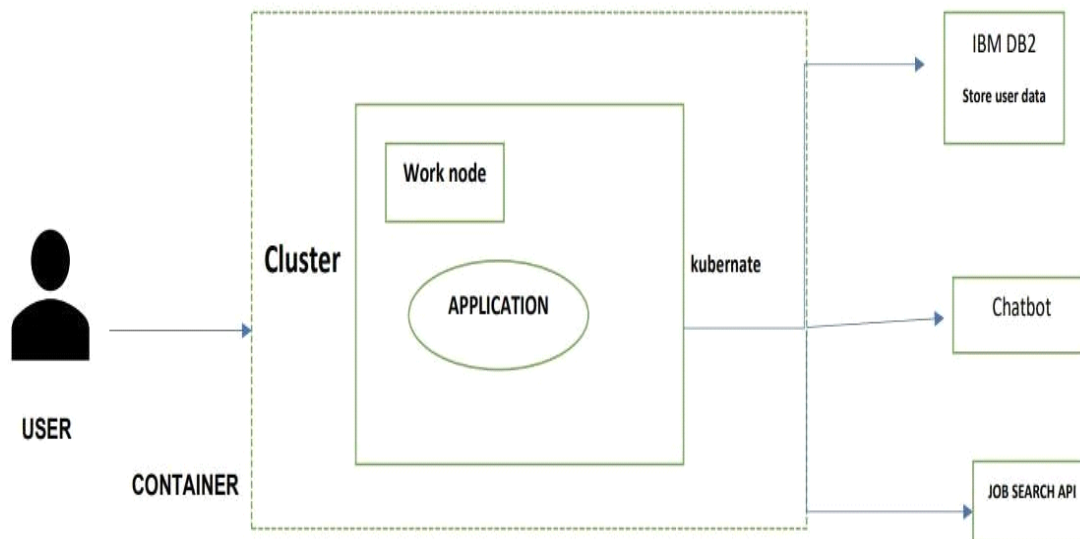 IBM DB2
Store user data
Work node
Cluster
kubernate
APPLICATION
Chatbot
USER
CONTAINER
JOB SEARCH API